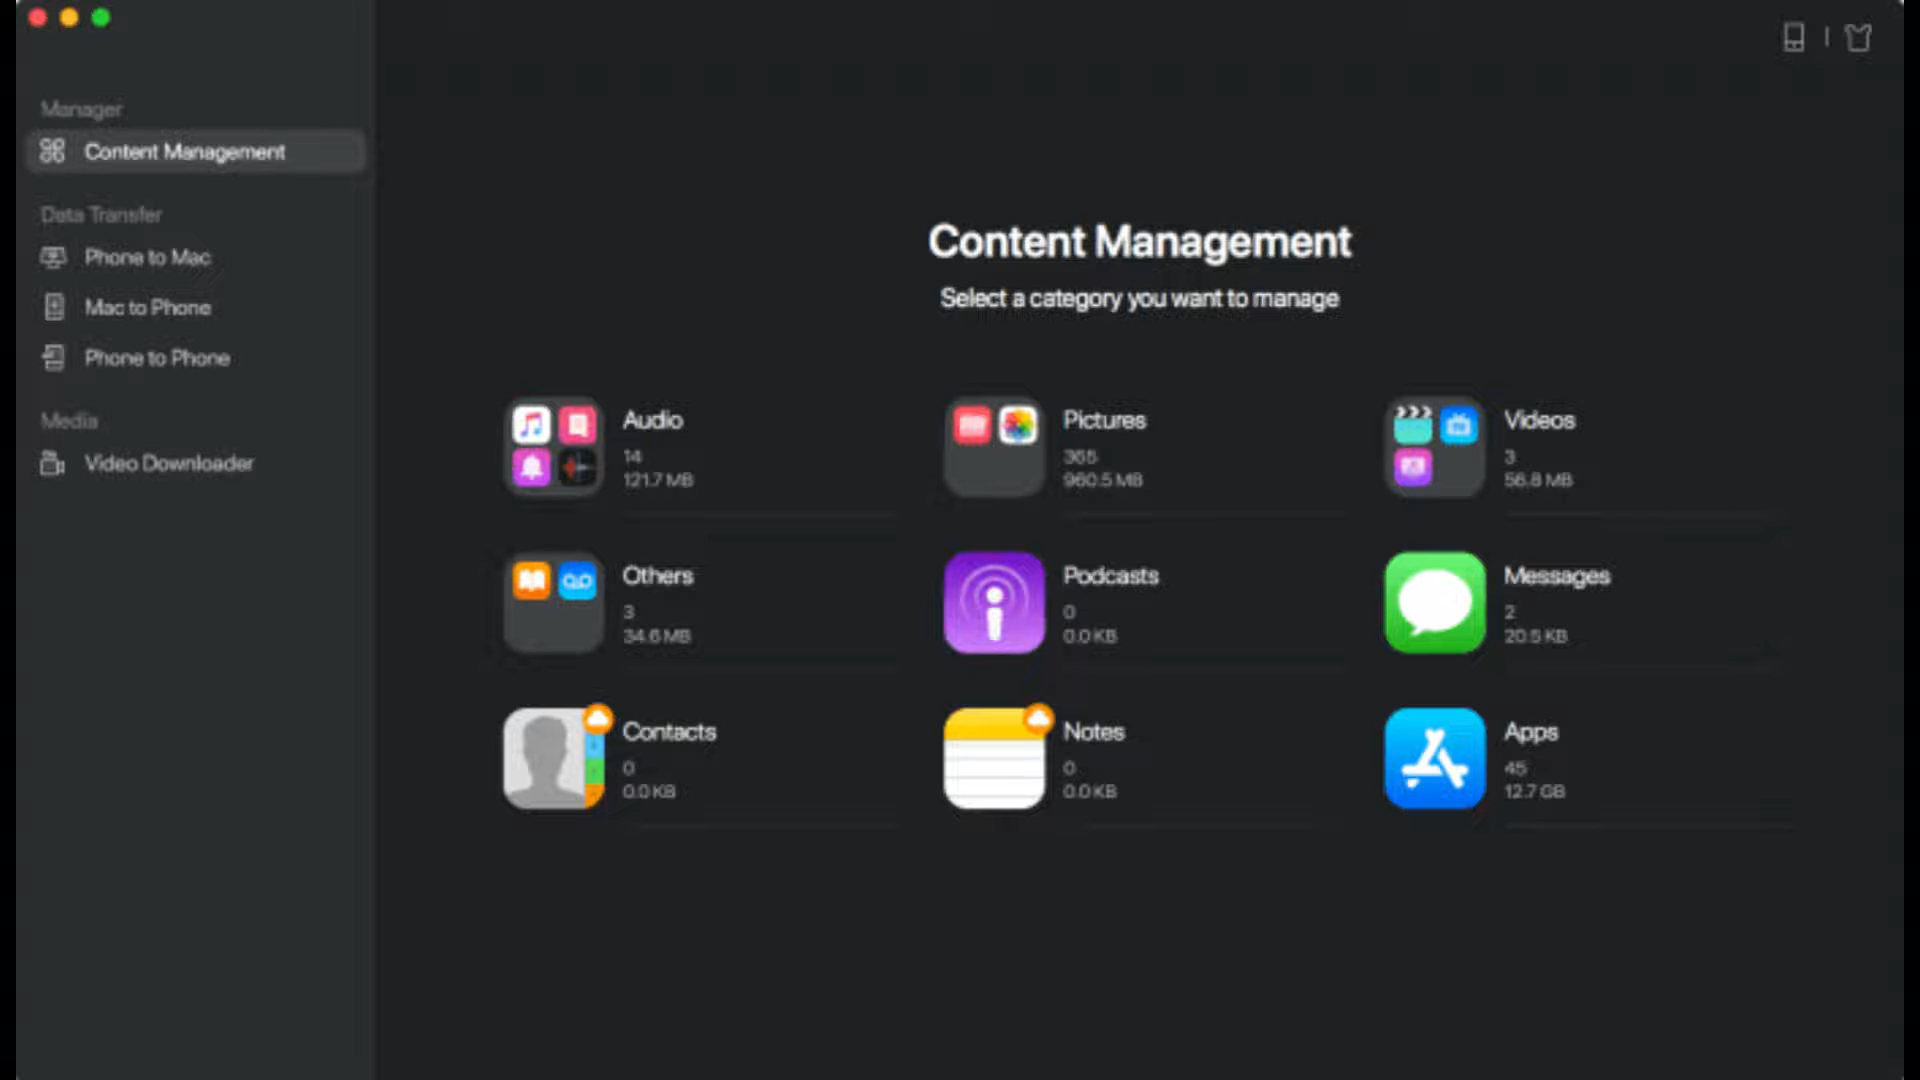 Manager
Content Management
Data Transfer
Phone to Mac
Mac to Phone
Phone to Phone
Media
Video Downloader
Content Management
Select a category you want to manage
Audio
14
121.7 MB
Pictures
365
960.5 MB
Videos
3
56.8 MB
Others
3
34.6 MB
Podcasts
0
0.0 KB
Messages
2
20.5 KB
Contacts
0
0.0 KB
Notes
0
0.0 KB
Apps
45
12.7 GB